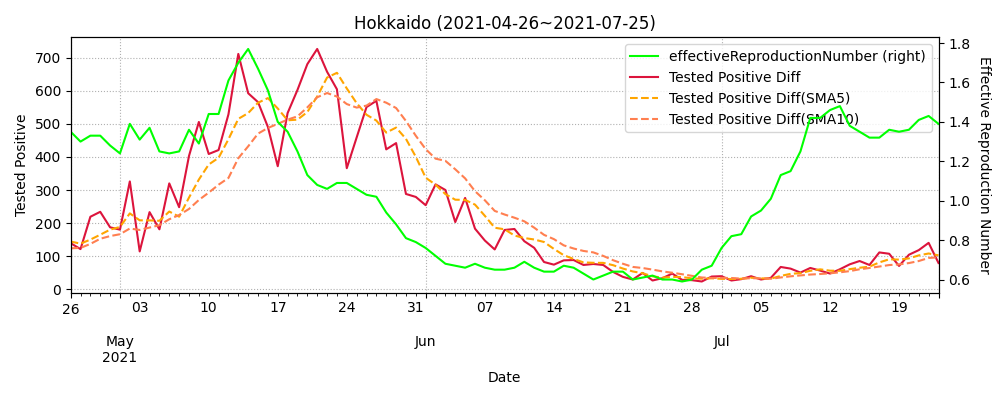 Hokkaido (2021-04-26~2021-07-25)
effectiveReproductionNumber (right)
Tested Positive Diff
Tested Positive Diff(SMA5)
Tested Positive Diff(SMA10)
Tested Positive
700
600
500
400
300
200
100
0
1.8
1.6
1.4
1.2
1.0
0.8
0.6
Effective Reproduction Number
26 03 10 17 24 31 07 14 21 28 05 12 19
May Jun Jul
2021
Date